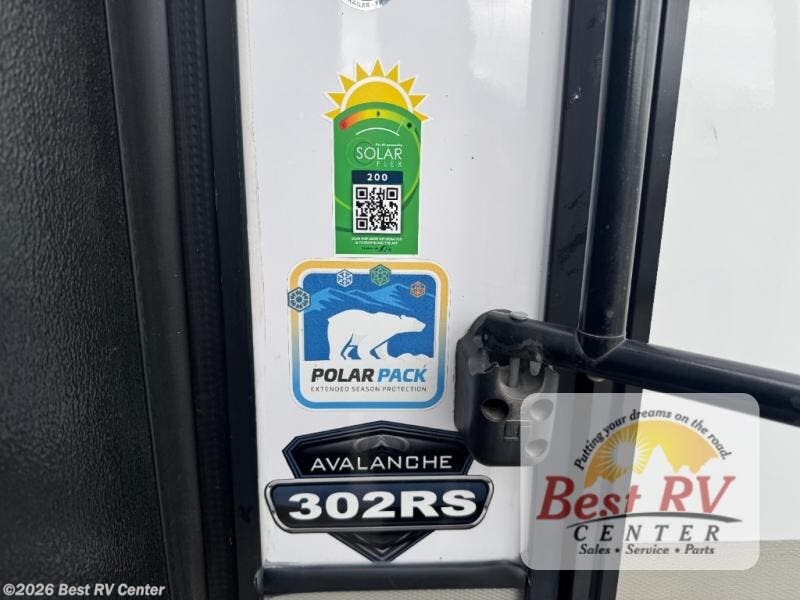 TRAILER
SOLAR
FLEX
200
POLAR PACK
EXTENDED SEASON PROTECTION
AVALANCHE
302RS
Putting your dreams on the road.
Best RV
CENTER
Sales • Service • Parts
©2026 Best RV Center